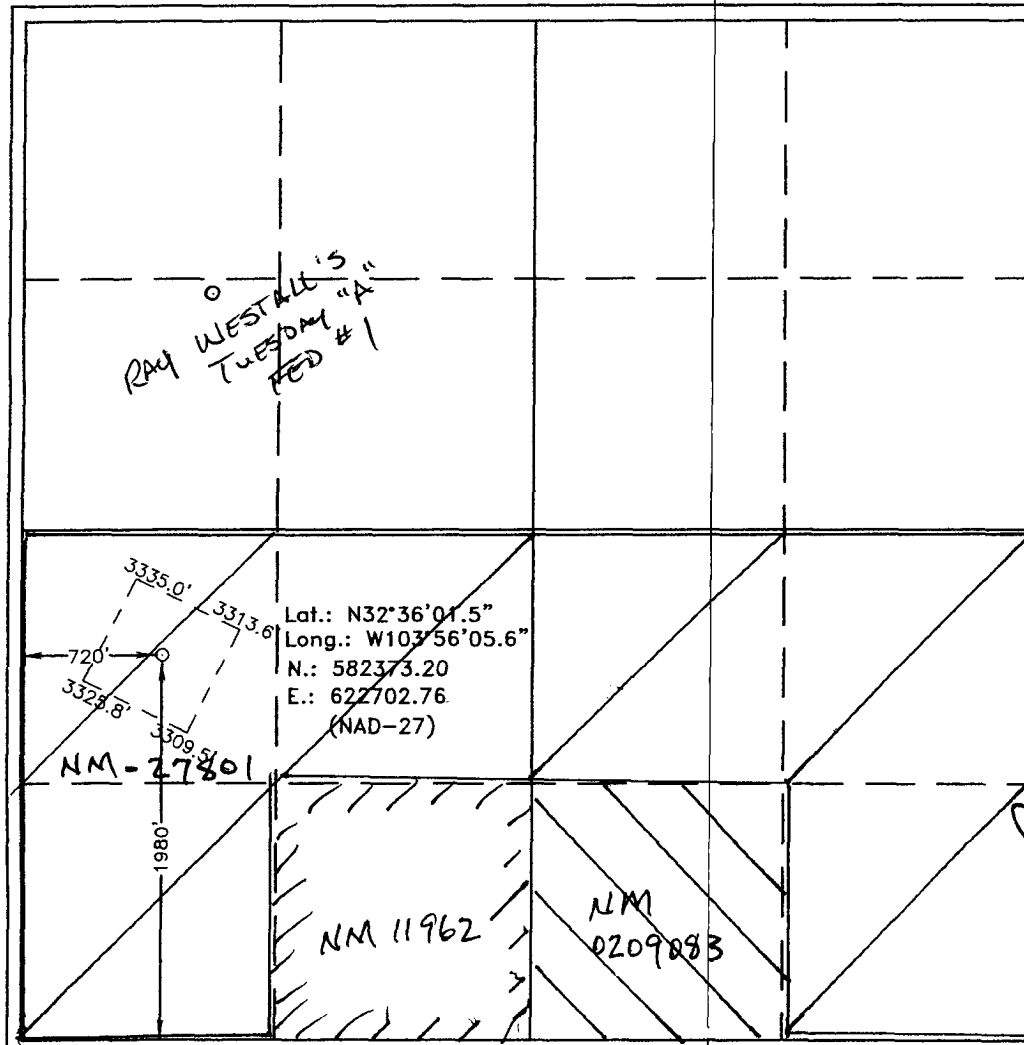 RAY WESTALL'S
TUESDAY "A"
FED #1
3335.0'
3313.6'
Lat.: N32°36'01.5"
Long.: W103°56'05.6"
720'
N.: 582373.20
3325.8'
E.: 622702.76
(NAD-27)
3309.5'
NM-27801
1980'
NM 11962
NM
0209083